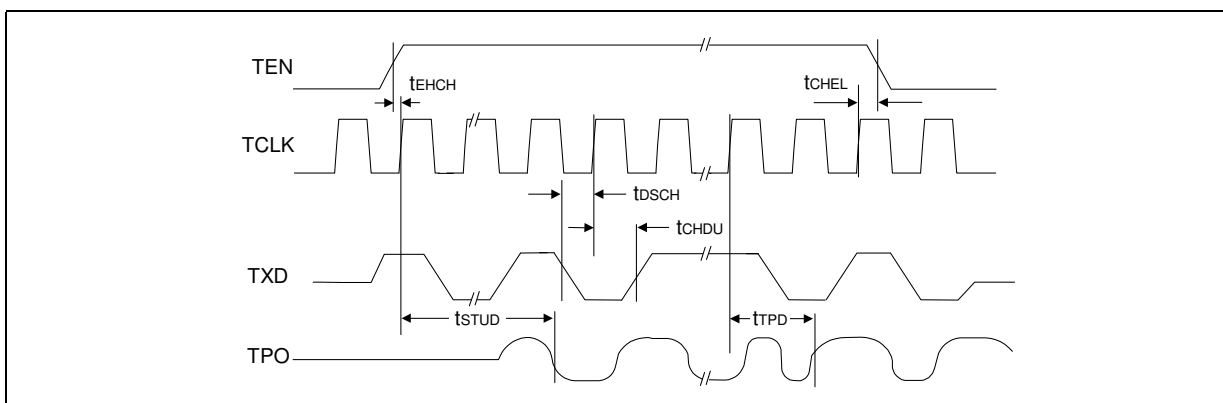 TEN
tEHCH
tCHEL
TCLK
tDSCH
tCHDU
TXD
tSTUD
tTPD
TPO